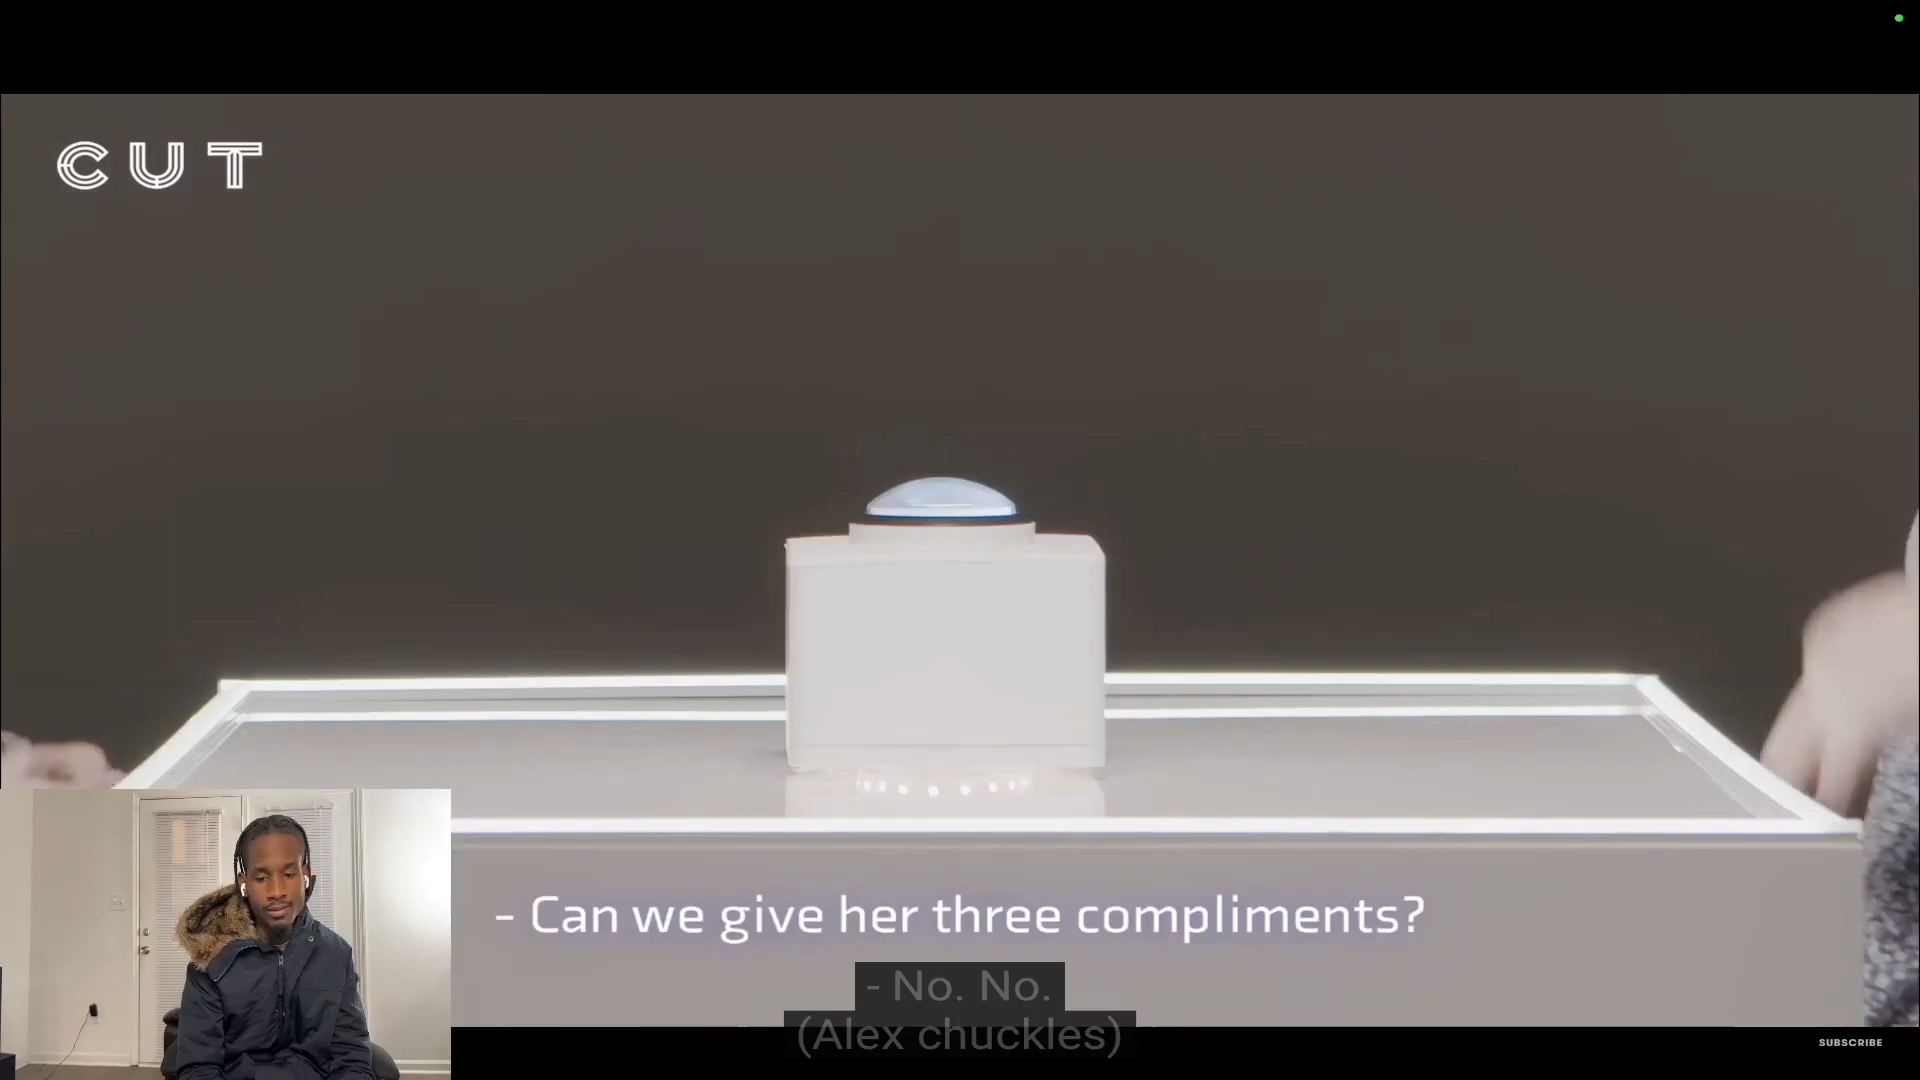 CUT
- Can we give her three compliments?
- No. No.
(Alex chuckles)
SUBSCRIBE